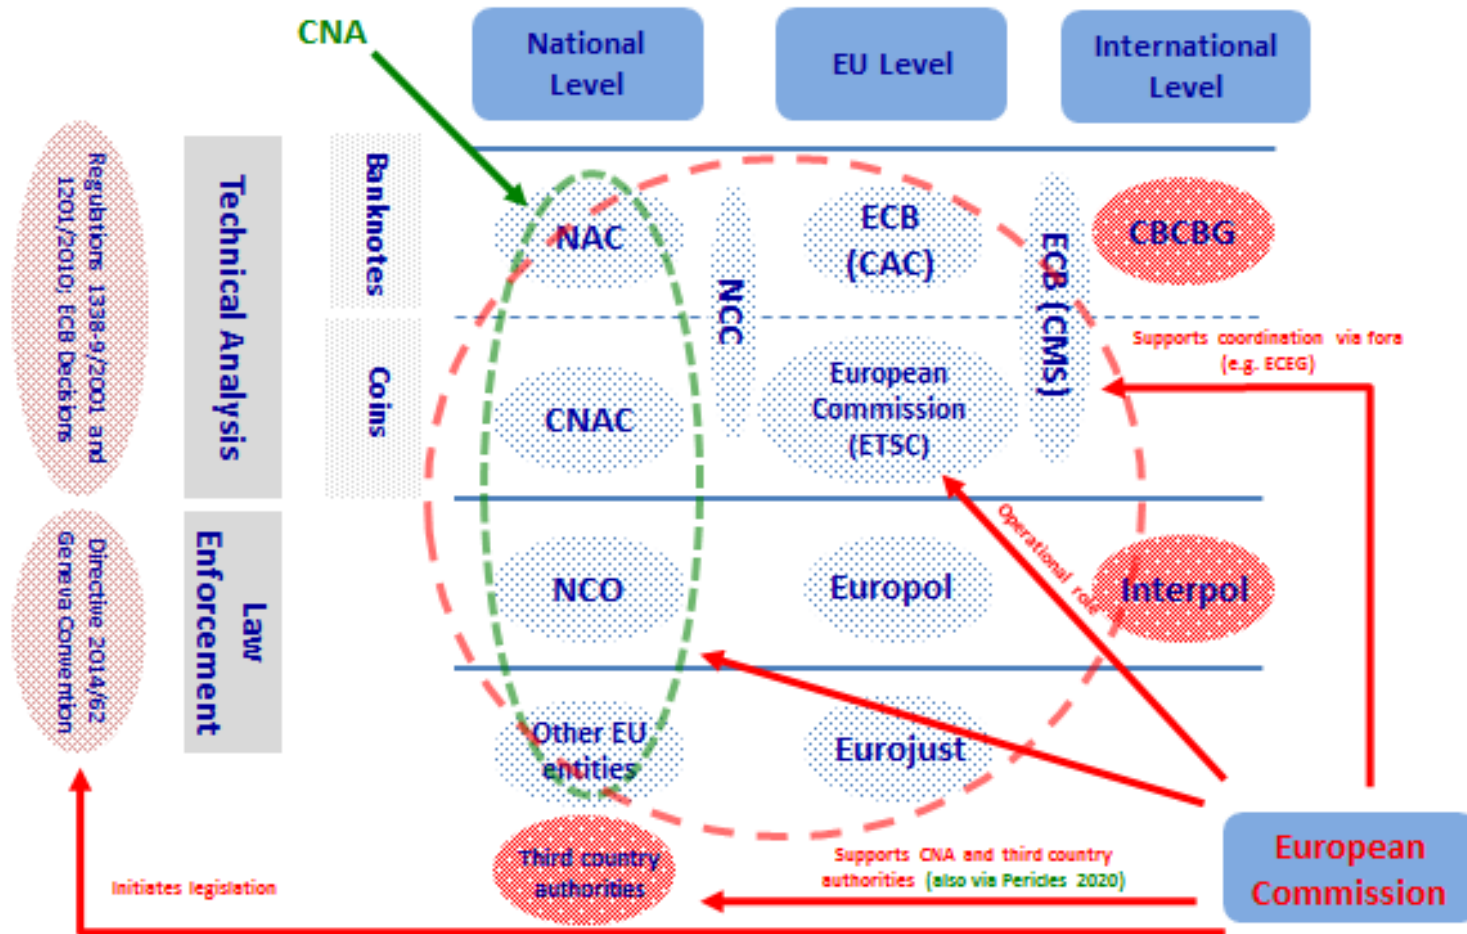 CNA
National
Level
EU Level
International
Level
Regulations 1338-9/2001 and
1201/2010; ECB Decisions
Technical Analysis
Banknotes
Coins
NAC
NCC
ECB
(CAC)
ECB (CMS)
CBCBG
CNAC
European
Commission
(ETSC)
Supports coordination via fora
(e.g. ECEG)
Directive 2014/62
Geneva Convention
Law
Enforcement
NCO
Europol
Operational role
Interpol
Other EU
entities
Eurojust
Third country
authorities
Supports CNA and third country
authorities (also via Pericles 2020)
European
Commission
Initiates legislation